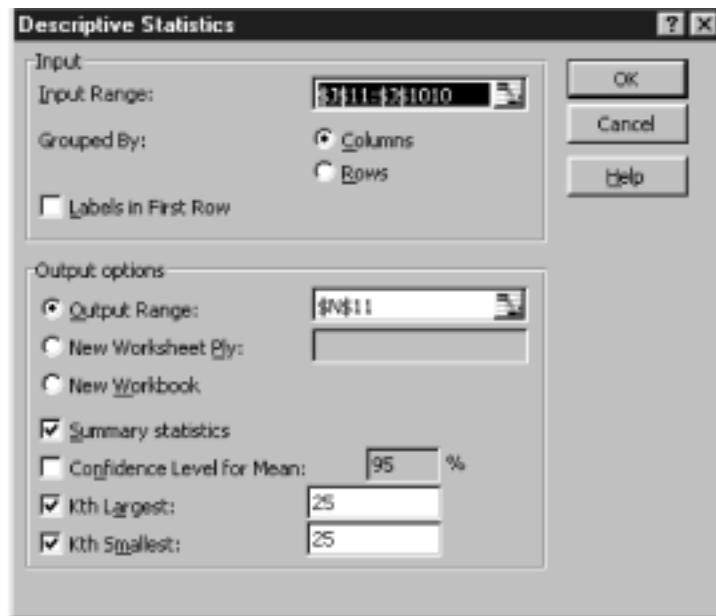 Descriptive Statistics
Input
Input Range: $J$11:$J$1010
OK
Cancel
Grouped By: Columns
Rows
Help
Labels in First Row
Output options
Output Range: $N$11
New Worksheet Ply:
New Workbook
Summary statistics
Confidence Level for Mean: 95 %
Kth Largest: 25
Kth Smallest: 25